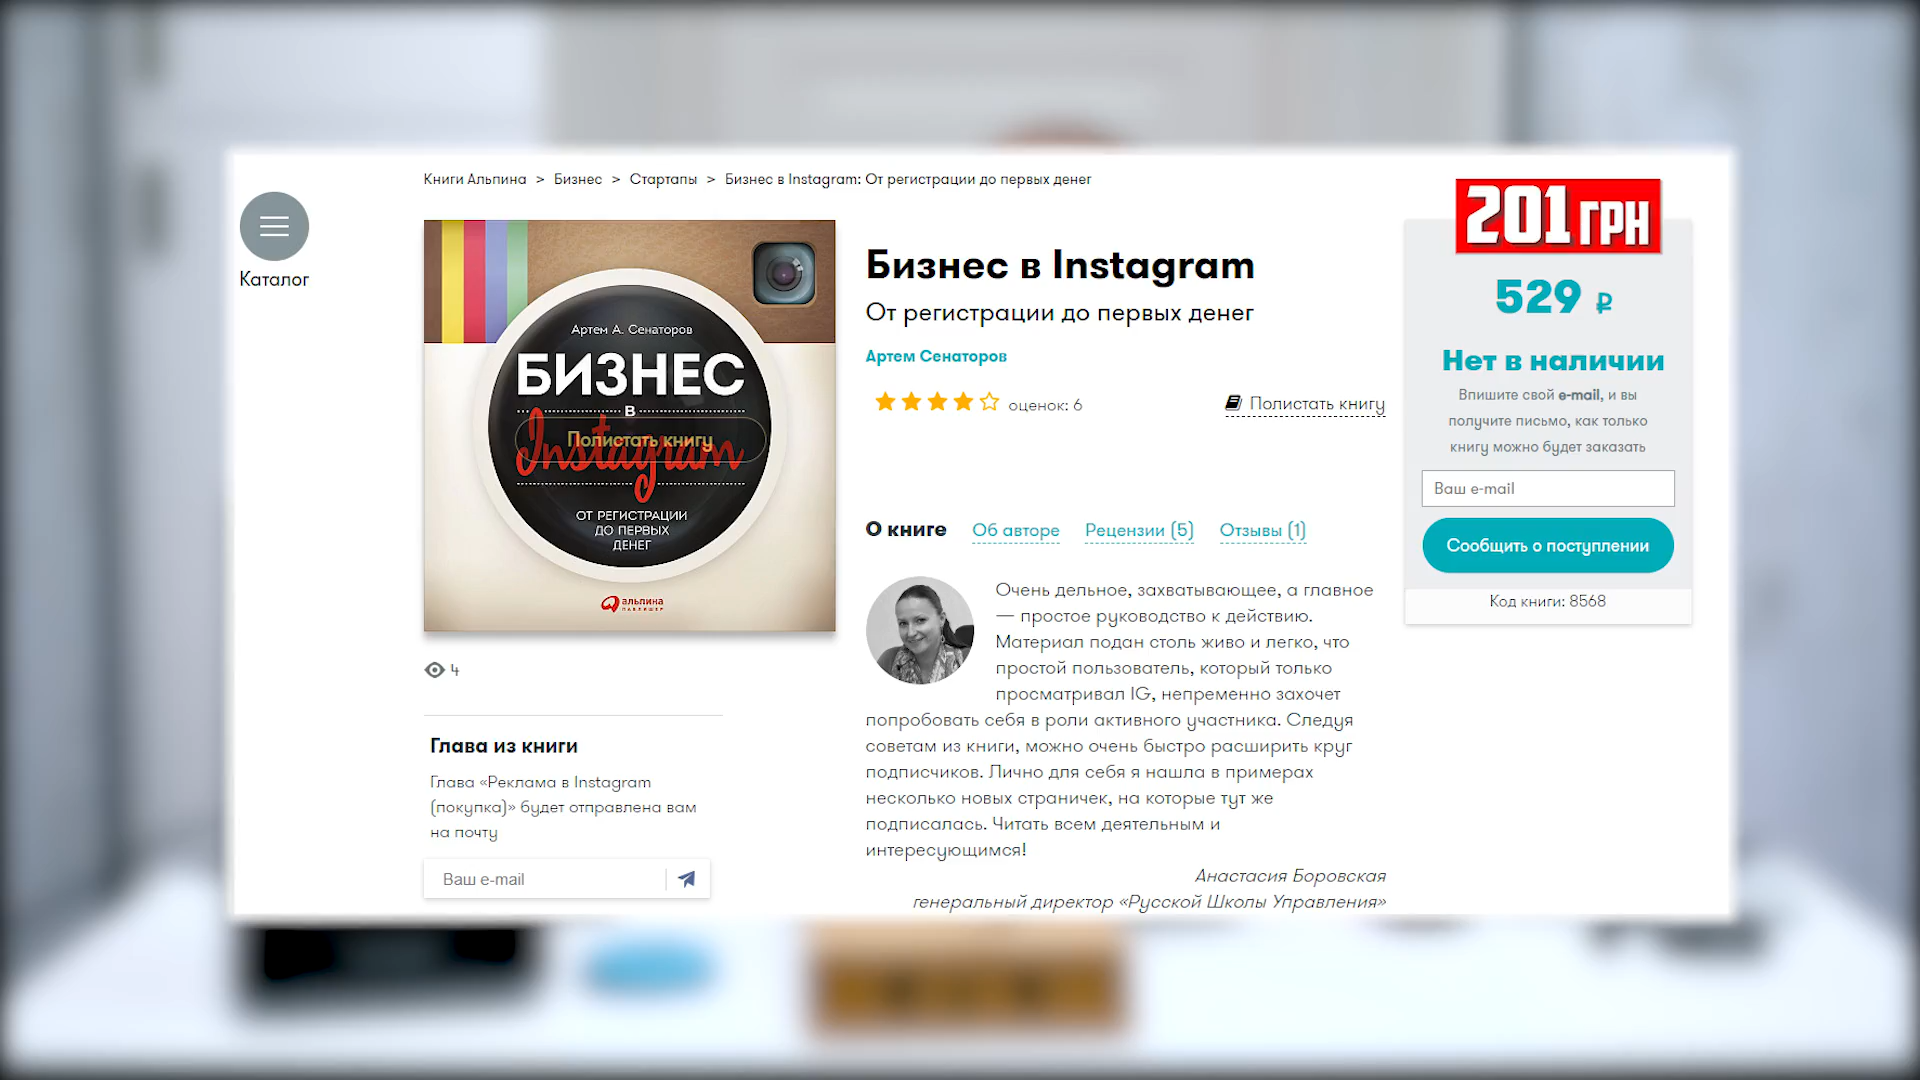 Книги Альпина > Бизнес > Стартапы > Бизнес в Instagram: От регистрации до первых денег
Каталог
Артем А. Сенаторов
БИЗНЕС
в
Instagram
Полистать книгу
ОТ РЕГИСТРАЦИИ
ДО ПЕРВЫХ
ДЕНЕГ
альпина
ПАБЛИШЕР
4
Глава из книги
Глава «Реклама в Instagram
(покупка)» будет отправлена вам
на почту
Ваш e-mail
Бизнес в Instagram
От регистрации до первых денег
Артем Сенаторов
оценок: 6
Полистать книгу
О книге Об авторе Рецензии (5) Отзывы (1)
Очень дельное, захватывающее, а главное
— простое руководство к действию.
Материал подан столь живо и легко, что
простой пользователь, который только
просматривал IG, непременно захочет
попробовать себя в роли активного участника. Следуя
советам из книги, можно очень быстро расширить круг
подписчиков. Лично для себя я нашла в примерах
несколько новых страничек, на которые тут же
подписалась. Читать всем деятельным и
интересующимся!
Анастасия Боровская
генеральный директор «Русской Школы Управления»
201 ГРН
529 ₽
Нет в наличии
Впишите свой e-mail, и вы
получите письмо, как только
книгу можно будет заказать
Ваш e-mail
Сообщить о поступлении
Код книги: 8568